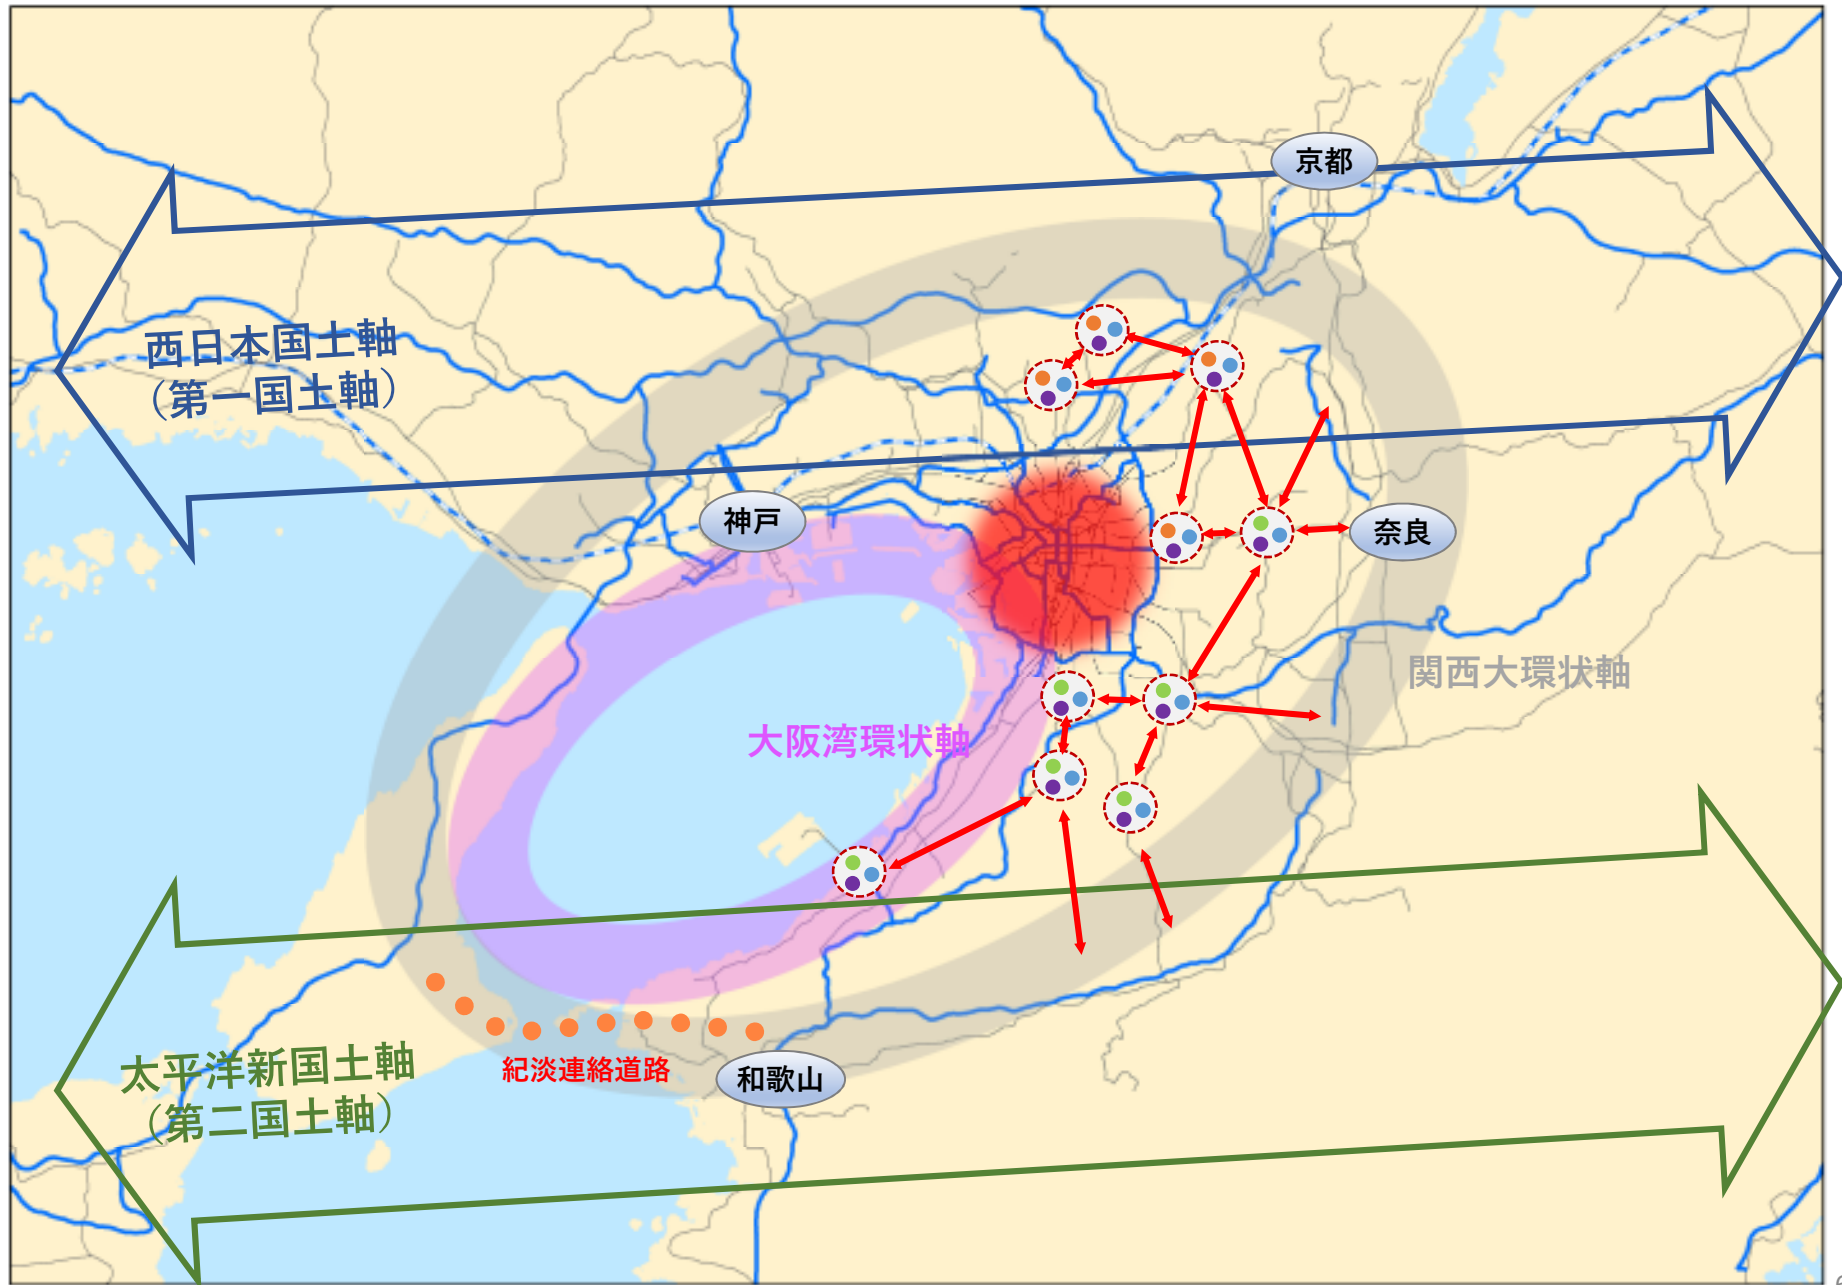 京都
西日本国土軸
（第一国土軸）
神戸
奈良
関西大環状軸
大阪湾環状軸
太平洋新国土軸
（第二国土軸）
紀淡連絡道路
和歌山